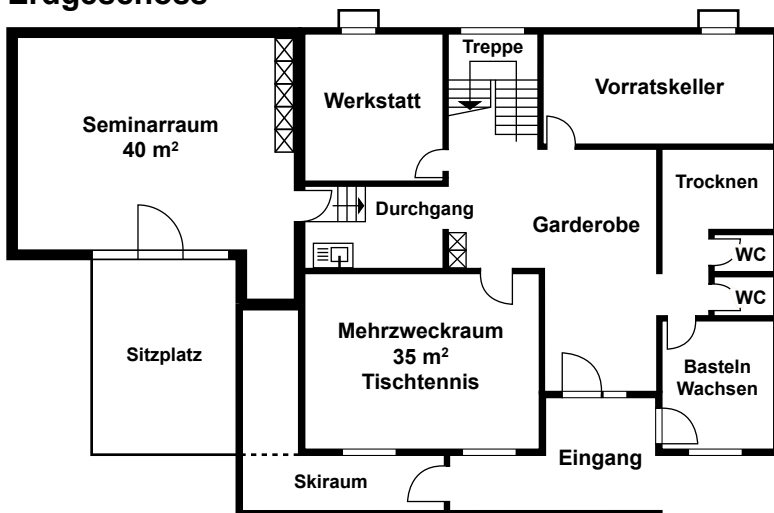 Erdgeschoss
Treppe
Werkstatt
Vorratskeller
Seminarraum
40 m²
Trocknen
Durchgang
Garderobe
WC
WC
Mehrzweckraum
35 m²
Tischtennis
Sitzplatz
Basteln
Wachsen
Eingang
Skiraum